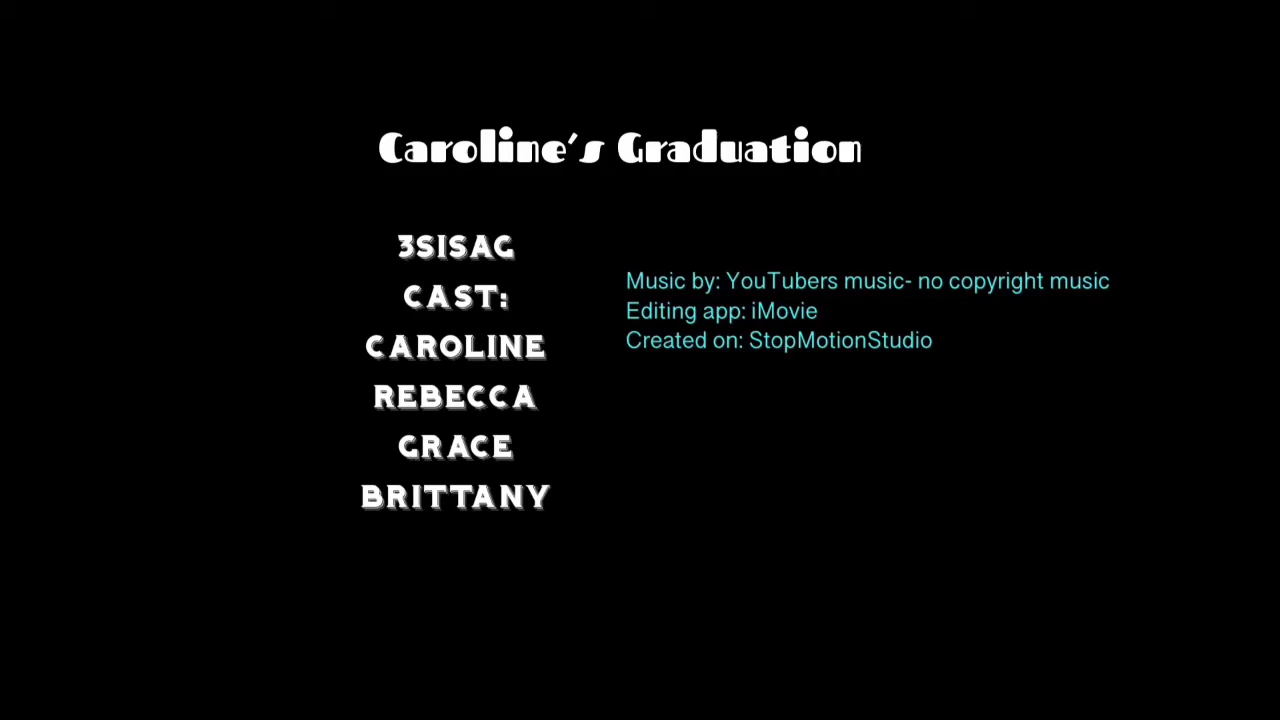 Caroline's Graduation
3SISAG
CAST:
CAROLINE
REBECCA
GRACE
BRITTANY
Music by: YouTubers music- no copyright music
Editing app: iMovie
Created on: StopMotionStudio